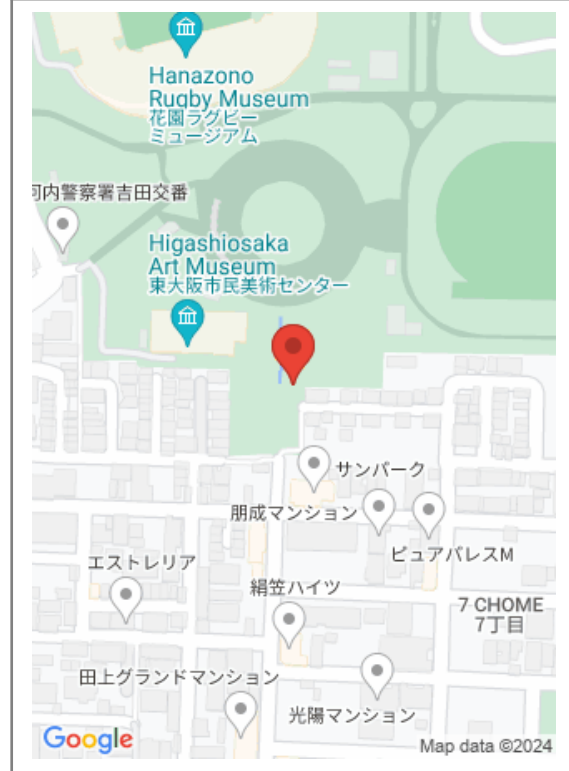 Hanazono
Rugby Museum
花園ラグビー
ミュージアム
可内警察署吉田交番
Higashiosaka
Art Museum
東大阪市民美術センター
サンパーク
朋成マンション
ピュアパレスM
エストレリア
絹笠ハイツ
7 CHOME
7丁目
田上グランドマンション
光陽マンション
Google
Map data ©2024